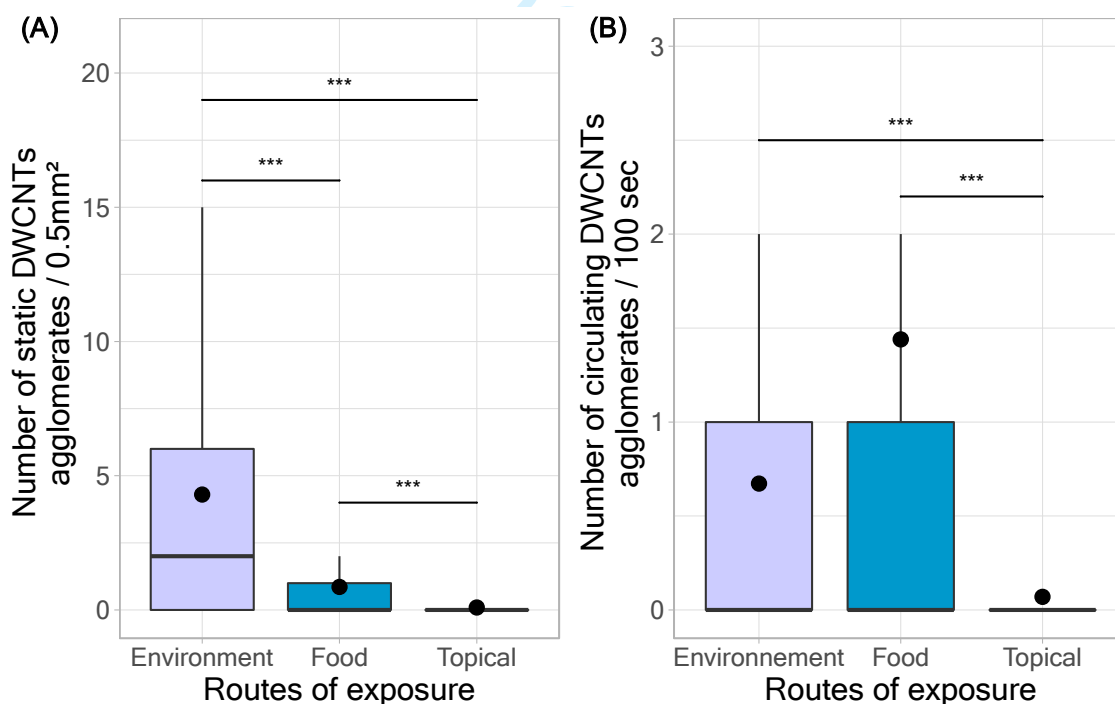 (A)
Number of static DWCNTs
agglomerates / 0.5mm²
20
15
10
5
0
***
***
***
Environment Food Topical
Routes of exposure
(B)
Number of circulating DWCNTs
agglomerates / 100 sec
3
2
1
0
***
***
Environnement Food Topical
Routes of exposure